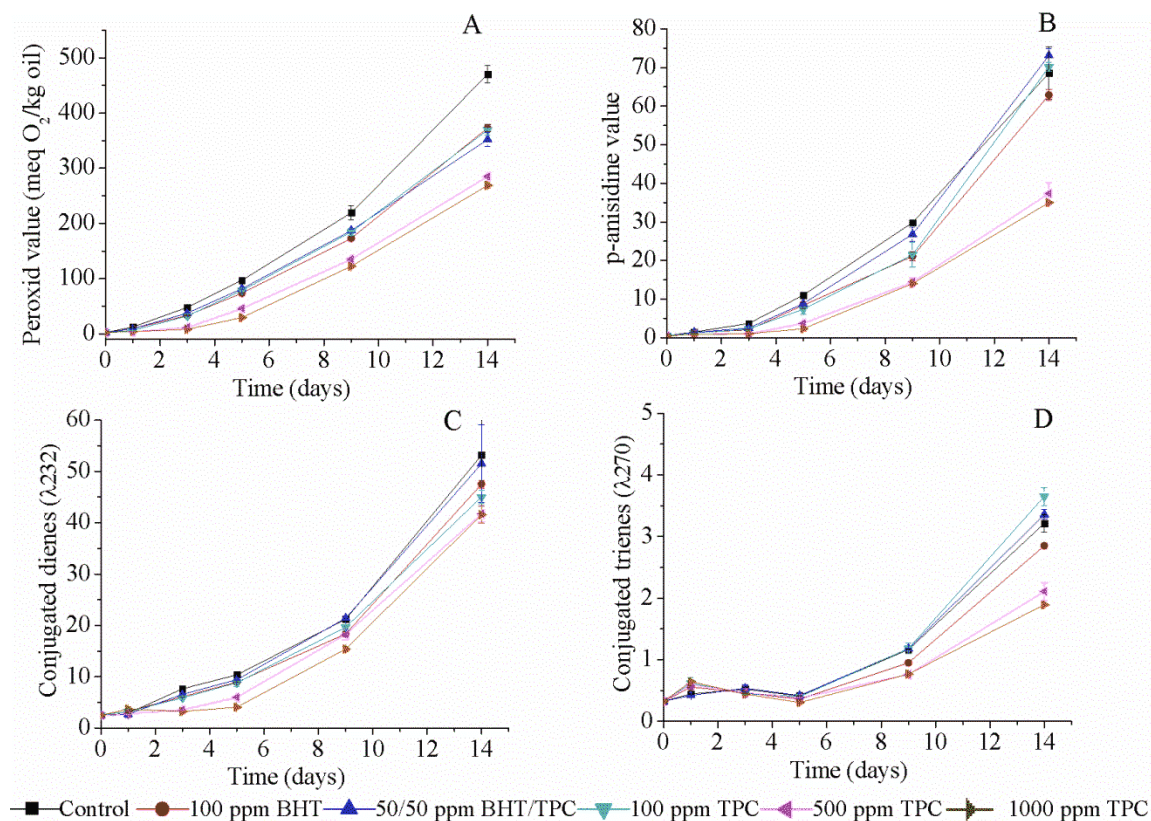 A
Peroxid value (meq O2/kg oil)
500
400
300
200
100
0
0 2 4 6 8 10 12 14
Time (days)
B
p-anisidine value
80
70
60
50
40
30
20
10
0
0 2 4 6 8 10 12 14
Time (days)
C
Conjugated dienes (λ232)
60
50
40
30
20
10
0
0 2 4 6 8 10 12 14
Time (days)
D
Conjugated trienes (λ270)
5
4
3
2
1
0
0 2 4 6 8 10 12 14
Time (days)
Control 100 ppm BHT 50/50 ppm BHT/TPC 100 ppm TPC 500 ppm TPC 1000 ppm TPC